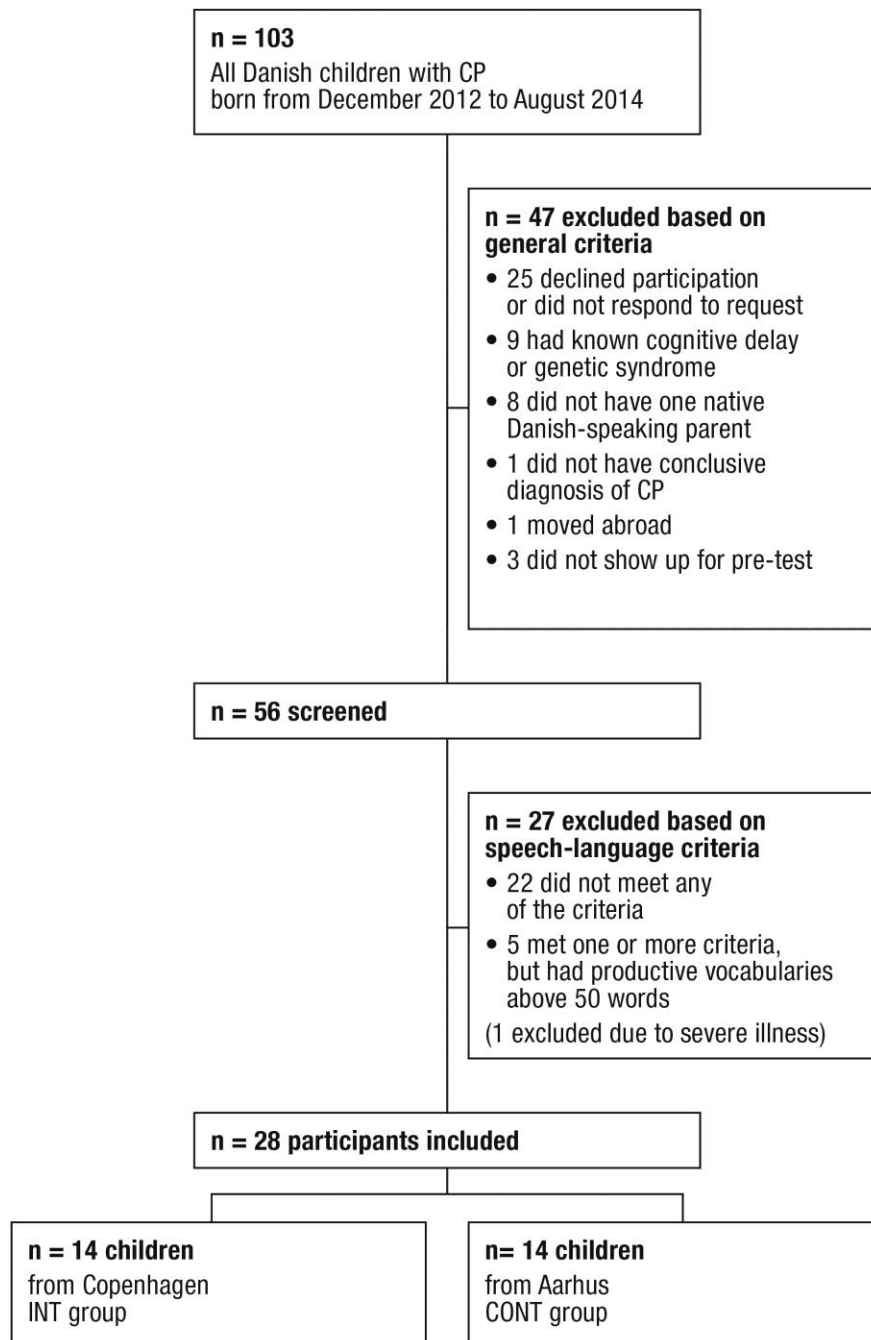 n = 103
All Danish children with CP
born from December 2012 to August 2014
n = 47 excluded based on
general criteria
• 25 declined participation
or did not respond to request
• 9 had known cognitive delay
or genetic syndrome
• 8 did not have one native
Danish-speaking parent
• 1 did not have conclusive
diagnosis of CP
• 1 moved abroad
• 3 did not show up for pre-test
n = 56 screened
n = 27 excluded based on
speech-language criteria
• 22 did not meet any
of the criteria
• 5 met one or more criteria,
but had productive vocabularies
above 50 words
(1 excluded due to severe illness)
n = 28 participants included
n = 14 children
from Copenhagen
INT group
n= 14 children
from Aarhus
CONT group